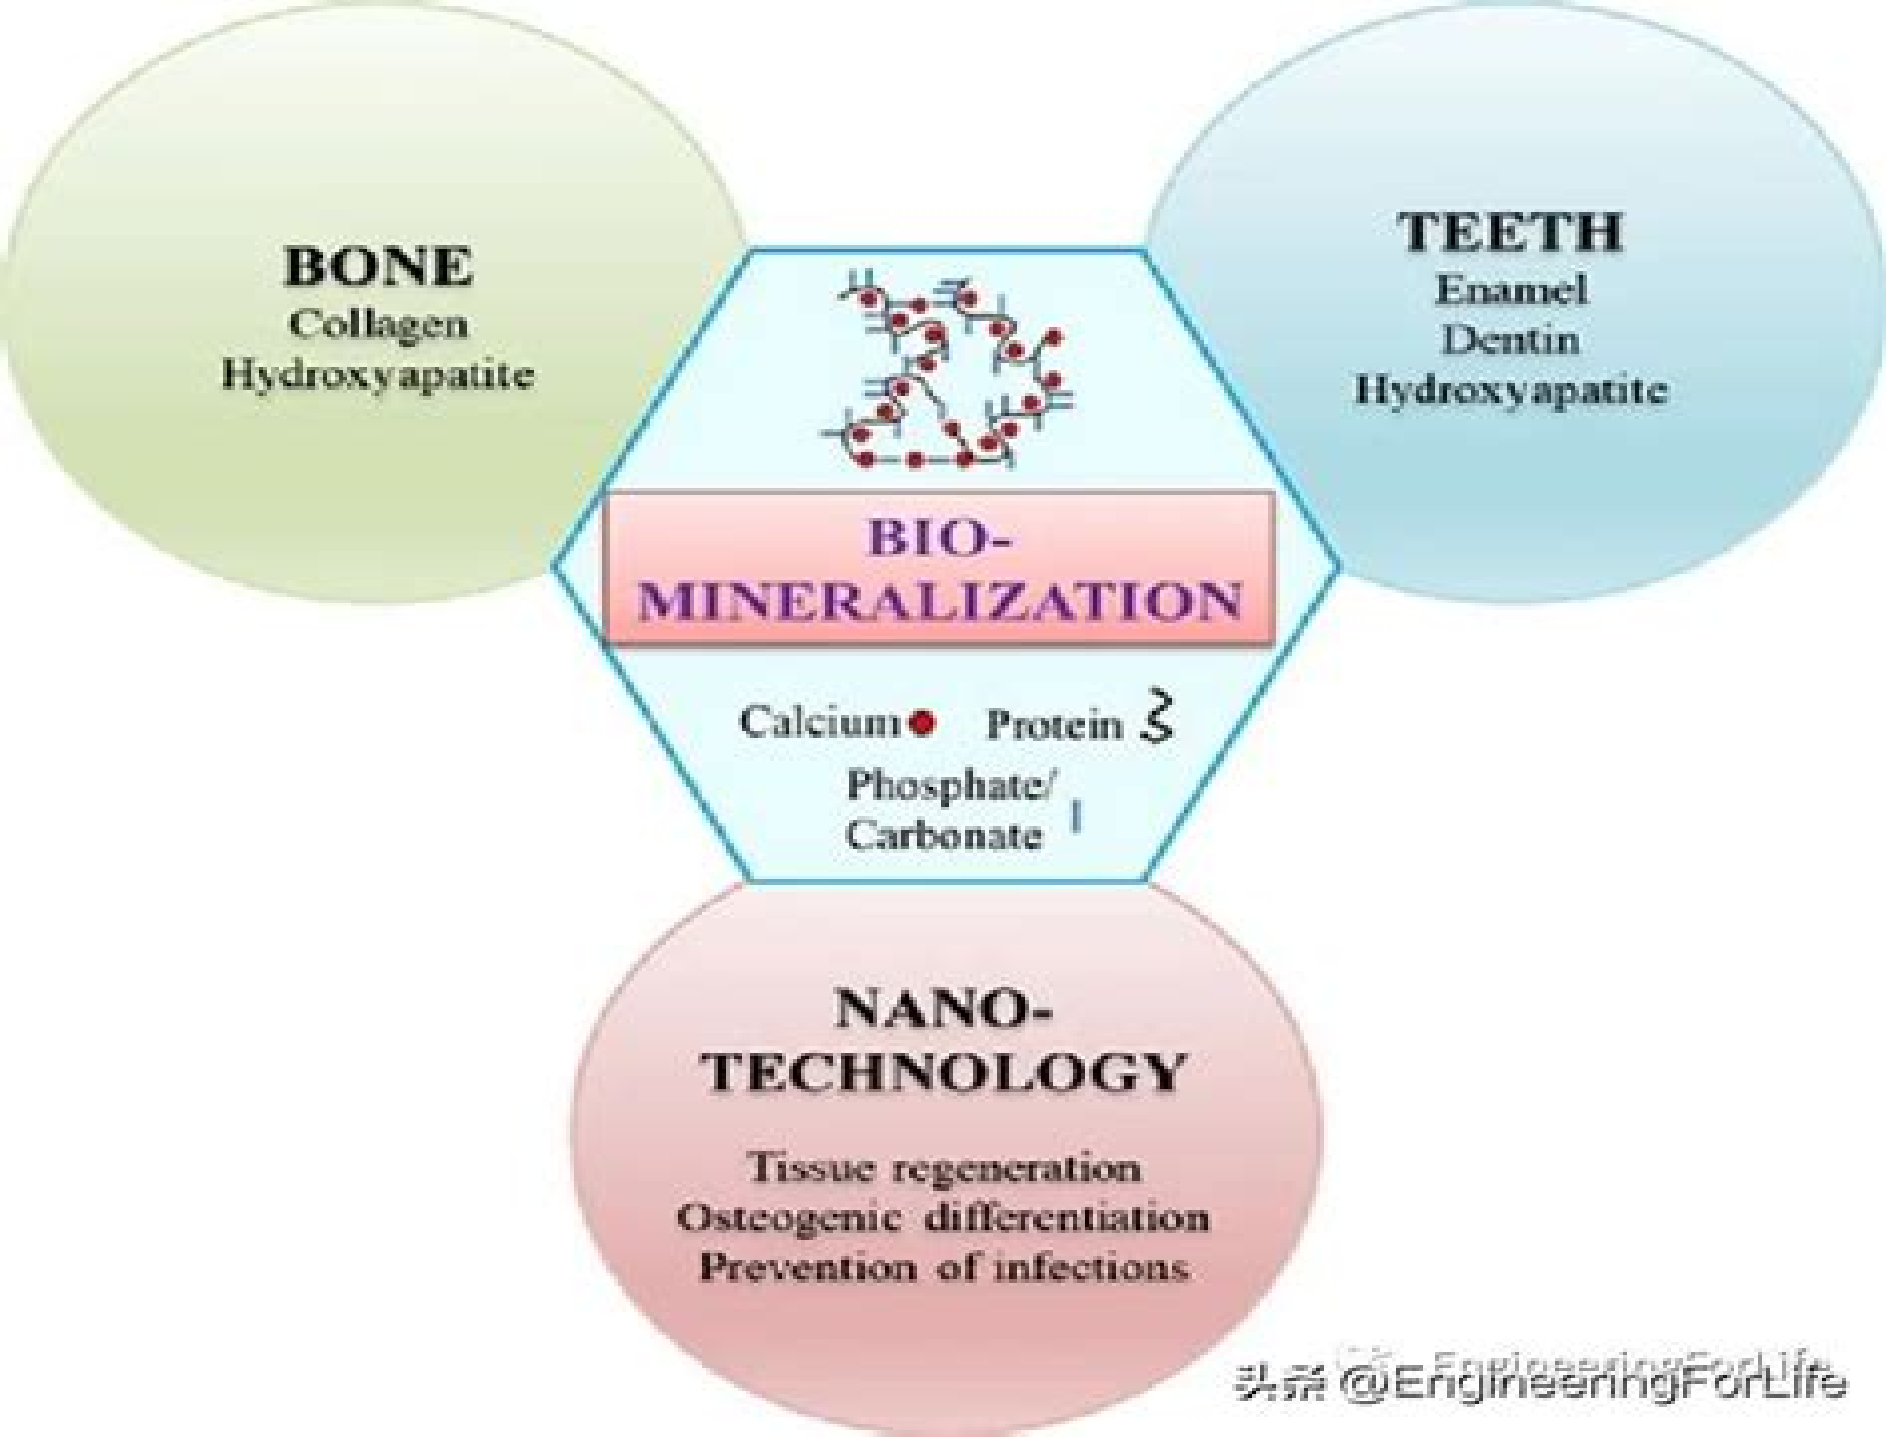 BONE
Collagen
Hydroxyapatite
TEETH
Enamel
Dentin
Hydroxyapatite
BIO-
MINERALIZATION
Calcium Protein
Phosphate/
Carbonate
NANO-
TECHNOLOGY
Tissue regeneration
Osteogenic differentiation
Prevention of infections
头条 @EngineeringForLife
EngineeringForLife